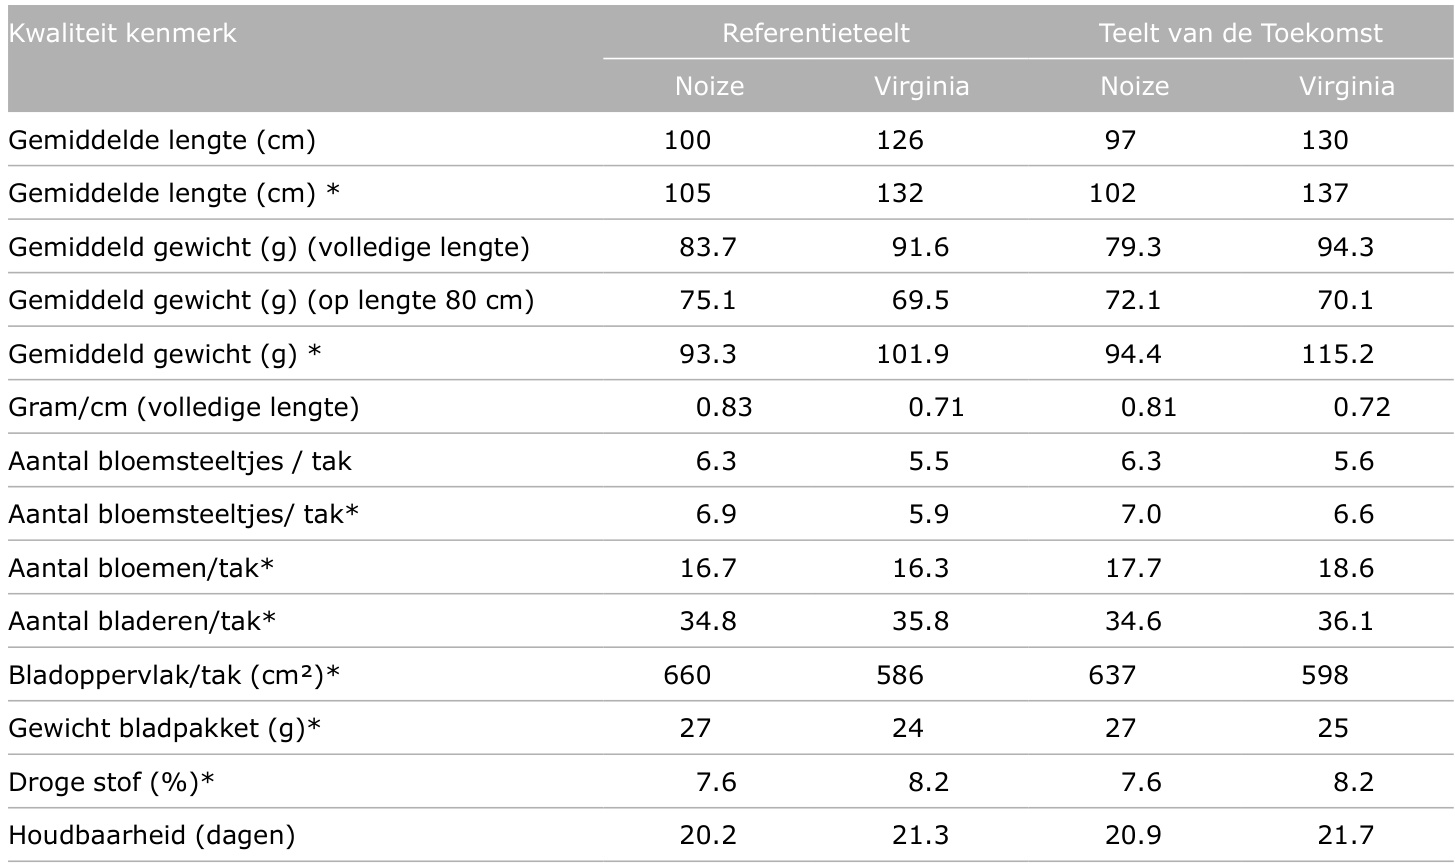 Kwaliteit kenmerk Referentieteelt Teelt van de Toekomst
Noize Virginia Noize Virginia
Gemiddelde lengte (cm) 100 126 97 130
Gemiddelde lengte (cm) * 105 132 102 137
Gemiddeld gewicht (g) (volledige lengte) 83.7 91.6 79.3 94.3
Gemiddeld gewicht (g) (op lengte 80 cm) 75.1 69.5 72.1 70.1
Gemiddeld gewicht (g) * 93.3 101.9 94.4 115.2
Gram/cm (volledige lengte) 0.83 0.71 0.81 0.72
Aantal bloemsteeltjes / tak 6.3 5.5 6.3 5.6
Aantal bloemsteeltjes/ tak* 6.9 5.9 7.0 6.6
Aantal bloemen/tak* 16.7 16.3 17.7 18.6
Aantal bladeren/tak* 34.8 35.8 34.6 36.1
Bladoppervlak/tak (cm²)* 660 586 637 598
Gewicht bladpakket (g)* 27 24 27 25
Droge stof (%)* 7.6 8.2 7.6 8.2
Houdbaarheid (dagen) 20.2 21.3 20.9 21.7